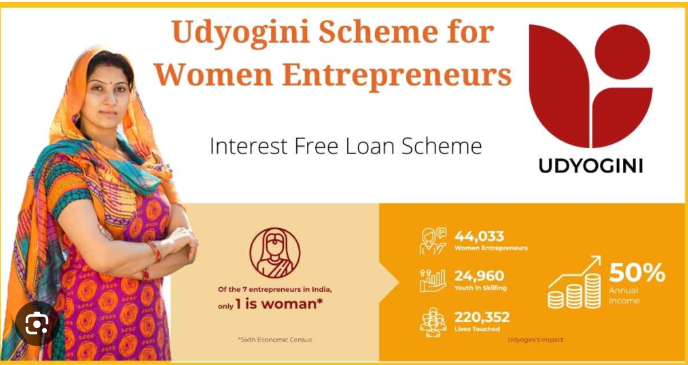 Udyogini Scheme for
Women Entrepreneurs
Interest Free Loan Scheme
UDYOGINI
Of the 7 entrepreneurs in India,
only 1 is woman*
*Sixth Economic Census
44,033
Women Entrepreneurs
24,960
Youth in Skilling
220,352
Lives Touched
50%
Annual
Income
Udyogini's Impact